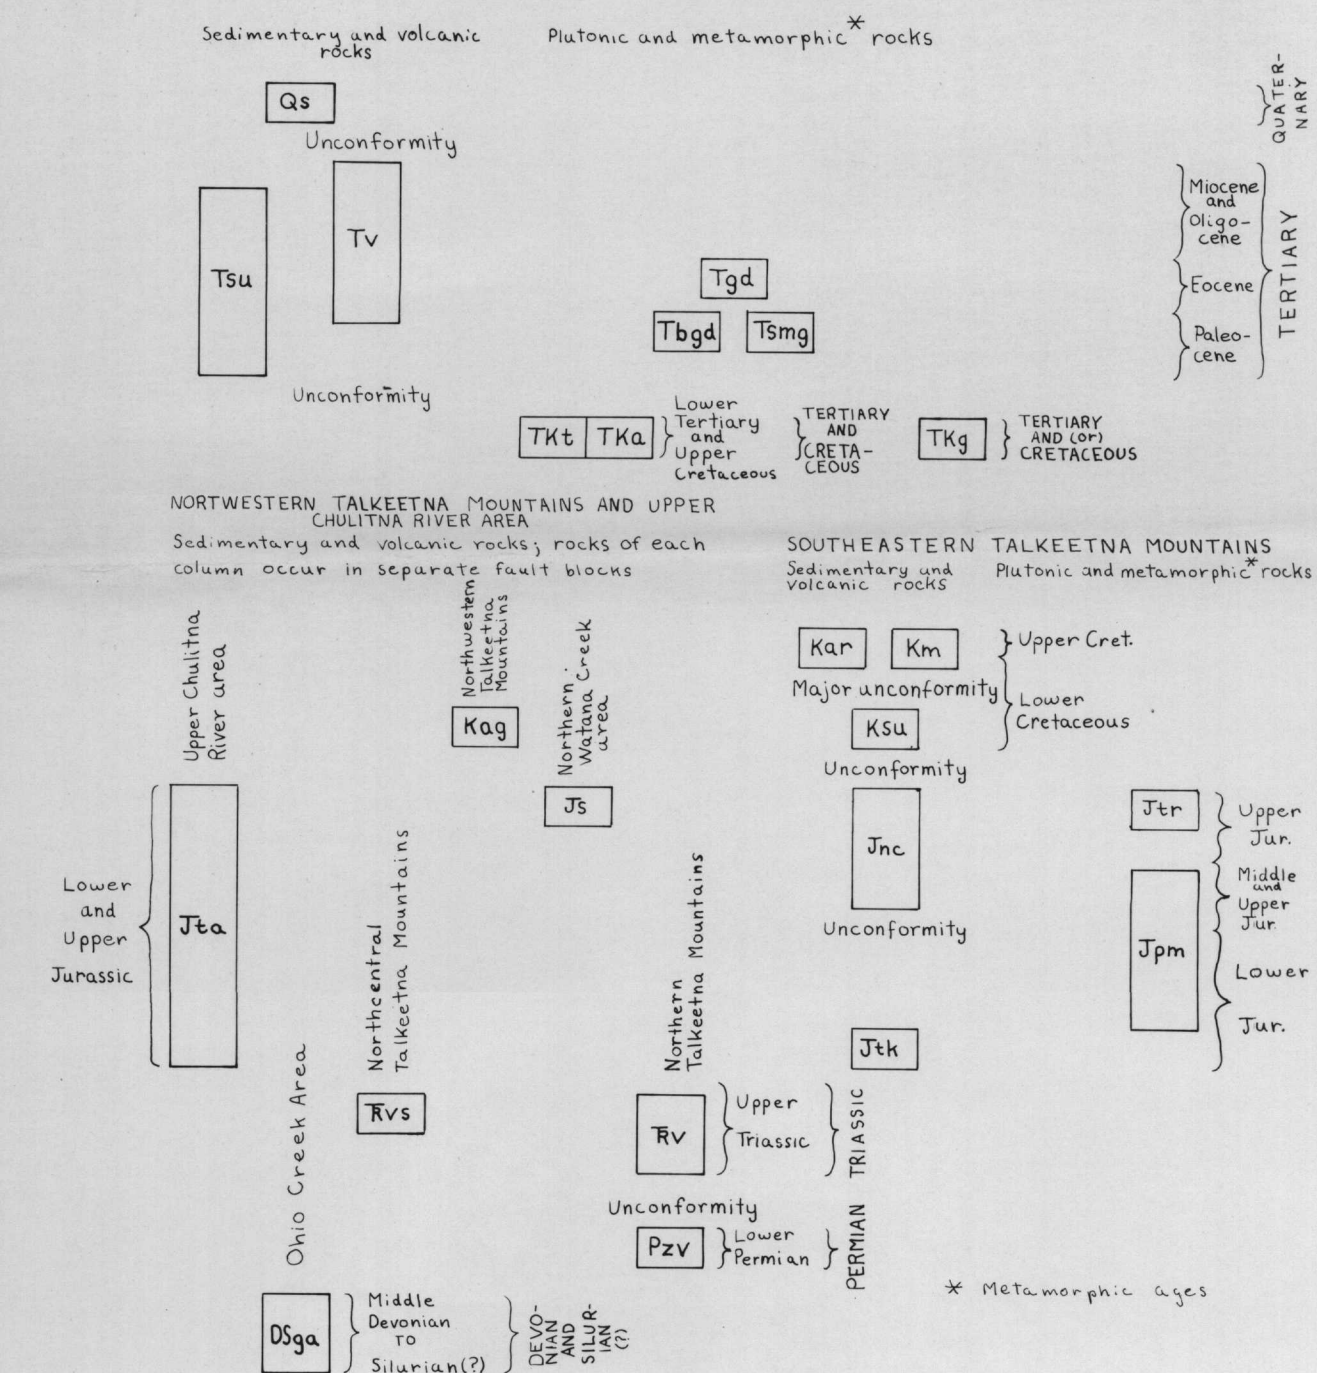 Sedimentary and volcanic
rocks
Plutonic and metamorphic* rocks
Qs
QUATER-
NARY
Unconformity
Tsu
Tv
Tgd
Tbgd
Tsmg
Miocene
and
Oligo-
cene
Eocene
Paleo-
cene
TERTIARY
Unconformity
TKt
TKa
Lower
Tertiary
and
Upper
Cretaceous
TERTIARY
AND
CRETA-
CEOUS
TKg
TERTIARY
AND (or)
CRETACEOUS
NORTWESTERN TALKEETNA MOUNTAINS AND UPPER
CHULITNA RIVER AREA
Sedimentary and volcanic rocks; rocks of each
column occur in separate fault blocks
SOUTHEASTERN TALKEETNA MOUNTAINS
Sedimentary and
volcanic rocks
Plutonic and metamorphic* rocks
Upper Chulitna
River area
Northwestern
Talkeetna
Mountains
Kag
Northern
Watana Creek
area
Js
Kar
Km
Upper Cret.
Major unconformity
Lower
Cretaceous
Ksu
Unconformity
Lower
and
Upper
Jurassic
Jta
Northcentral
Talkeetna Mountains
Northern
Talkeetna Mountains
Jnc
Unconformity
Jtr
Upper
Jur.
Middle
and
Upper
Jur.
Jpm
Lower
Jur.
Jtk
Ohio Creek Area
TRvs
TRv
Upper
Triassic
TRIASSIC
Unconformity
Pzv
Lower
Permian
PERMIAN
* Metamorphic ages
DSga
Middle
Devonian
TO
Silurian(?)
DEVO-
NIAN
AND
SILUR-
IAN
(?)